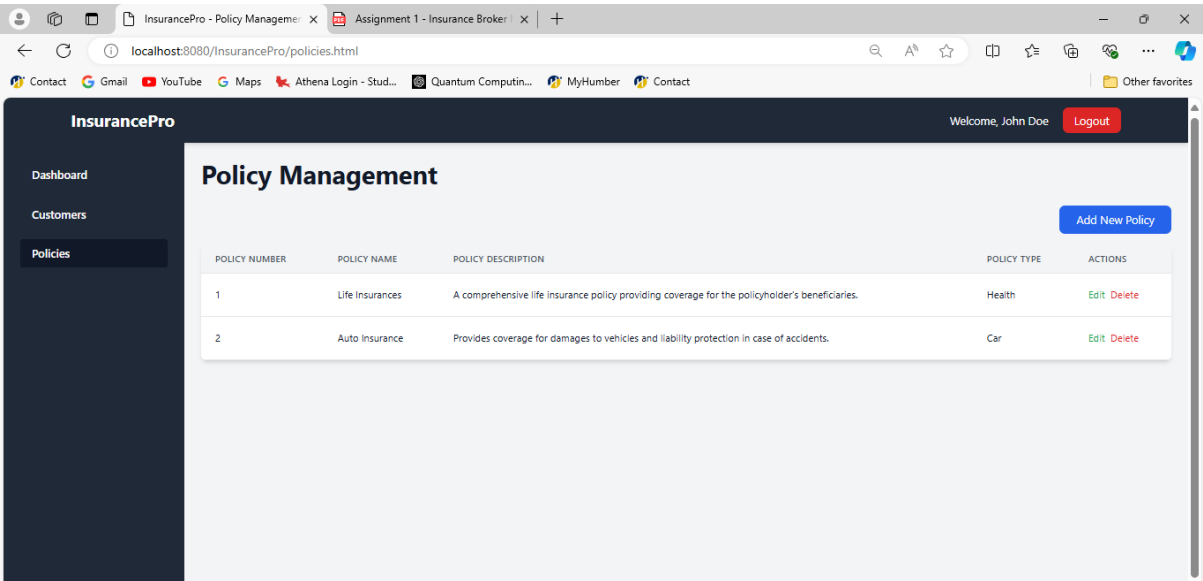 InsurancePro - Policy Managemen
Assignment 1 - Insurance Broker
localhost:8080/InsurancePro/policies.html
Contact Gmail YouTube Maps Athena Login - Stud... Quantum Computin... MyHumber Contact Other favorites
InsurancePro Welcome, John Doe Logout
Dashboard
Customers
Policies
Policy Management
Add New Policy
POLICY NUMBER POLICY NAME POLICY DESCRIPTION POLICY TYPE ACTIONS
1 Life Insurances A comprehensive life insurance policy providing coverage for the policyholder's beneficiaries. Health Edit Delete
2 Auto Insurance Provides coverage for damages to vehicles and liability protection in case of accidents. Car Edit Delete